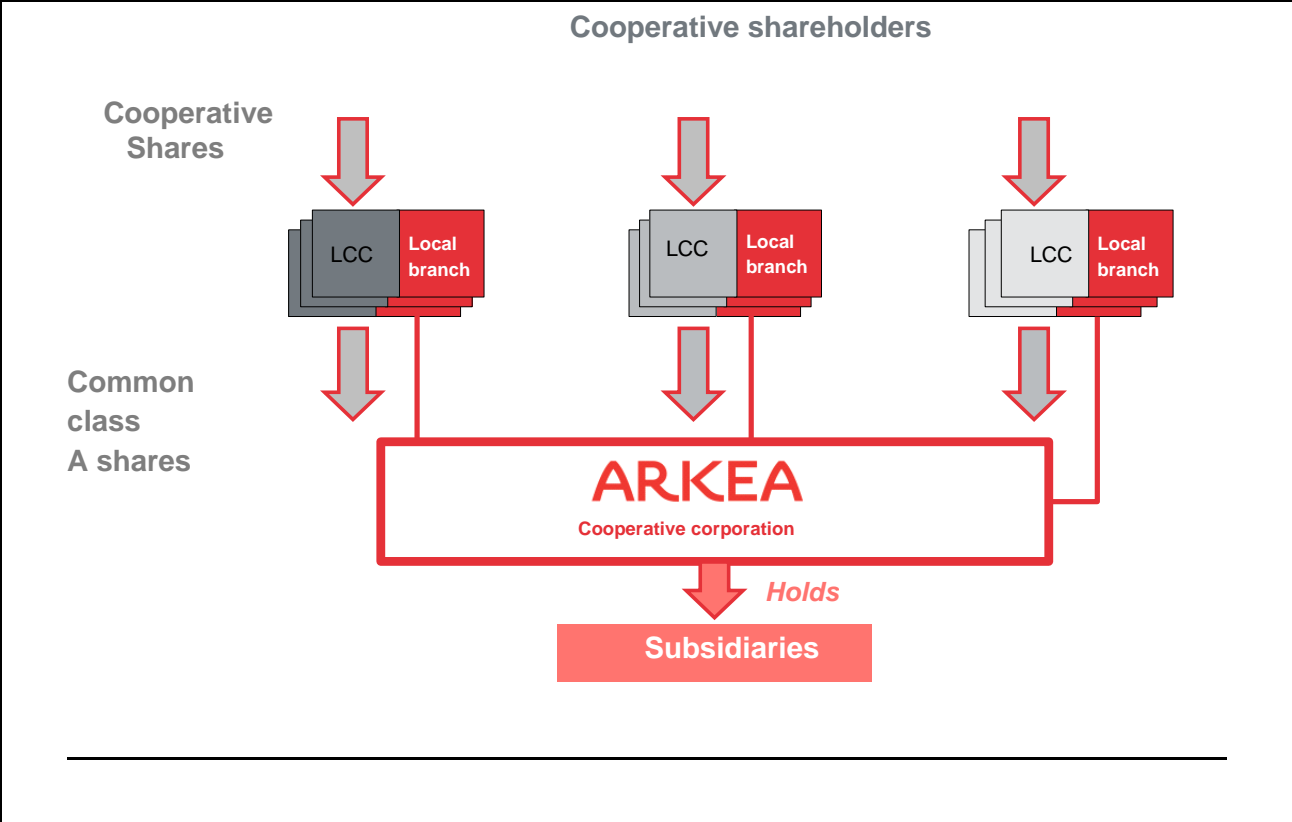 Cooperative shareholders
Cooperative
Shares
LCC
Local
branch
LCC
Local
branch
LCC
Local
branch
Common
class
A shares
ARKEA
Cooperative corporation
Holds
Subsidiaries